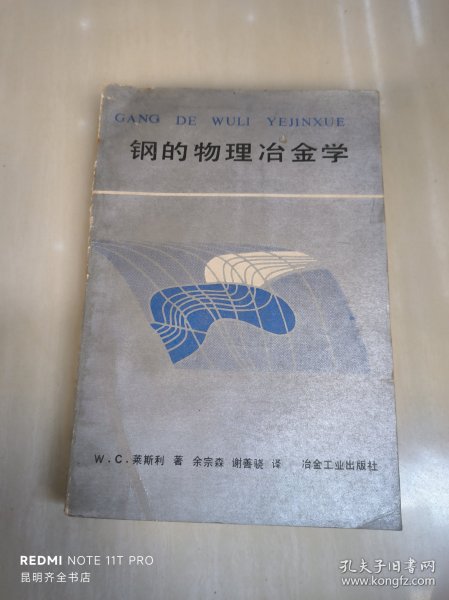 GANG DE WULI YEJINXUE
钢的物理冶金学
W.C.莱斯利 著 余宗森 谢善骁 译 冶金工业出版社
REDMI NOTE 11T PRO
昆明齐全书店
孔夫子旧书网
www.kongfz.com